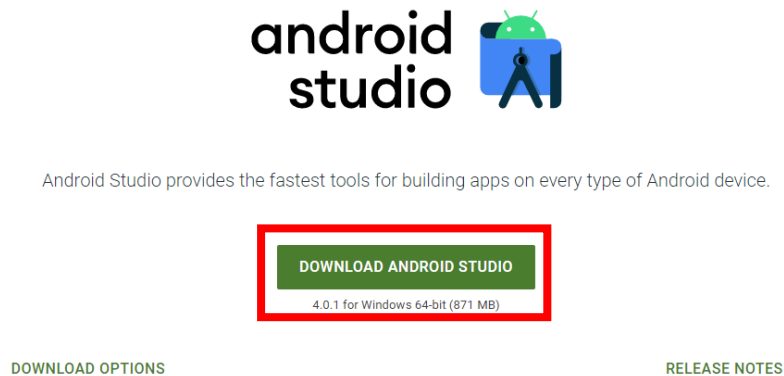 android
studio
Android Studio provides the fastest tools for building apps on every type of Android device.
DOWNLOAD ANDROID STUDIO
4.0.1 for Windows 64-bit (871 MB)
DOWNLOAD OPTIONS
RELEASE NOTES